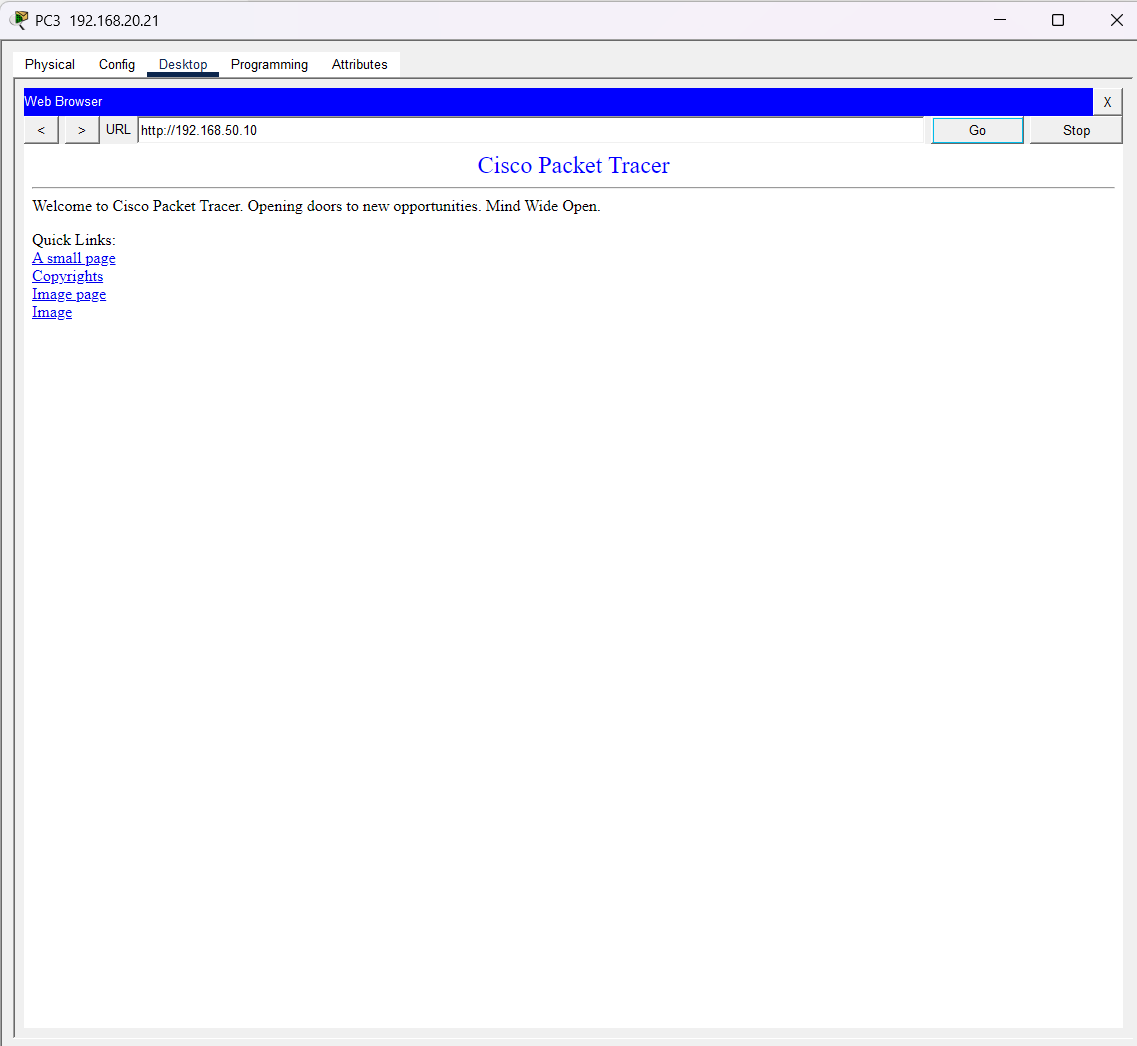 PC3 192.168.20.21
Physical Config Desktop Programming Attributes
Web Browser X
< > URL http://192.168.50.10 Go Stop
Cisco Packet Tracer
Welcome to Cisco Packet Tracer. Opening doors to new opportunities. Mind Wide Open.
Quick Links:
A small page
Copyrights
Image page
Image